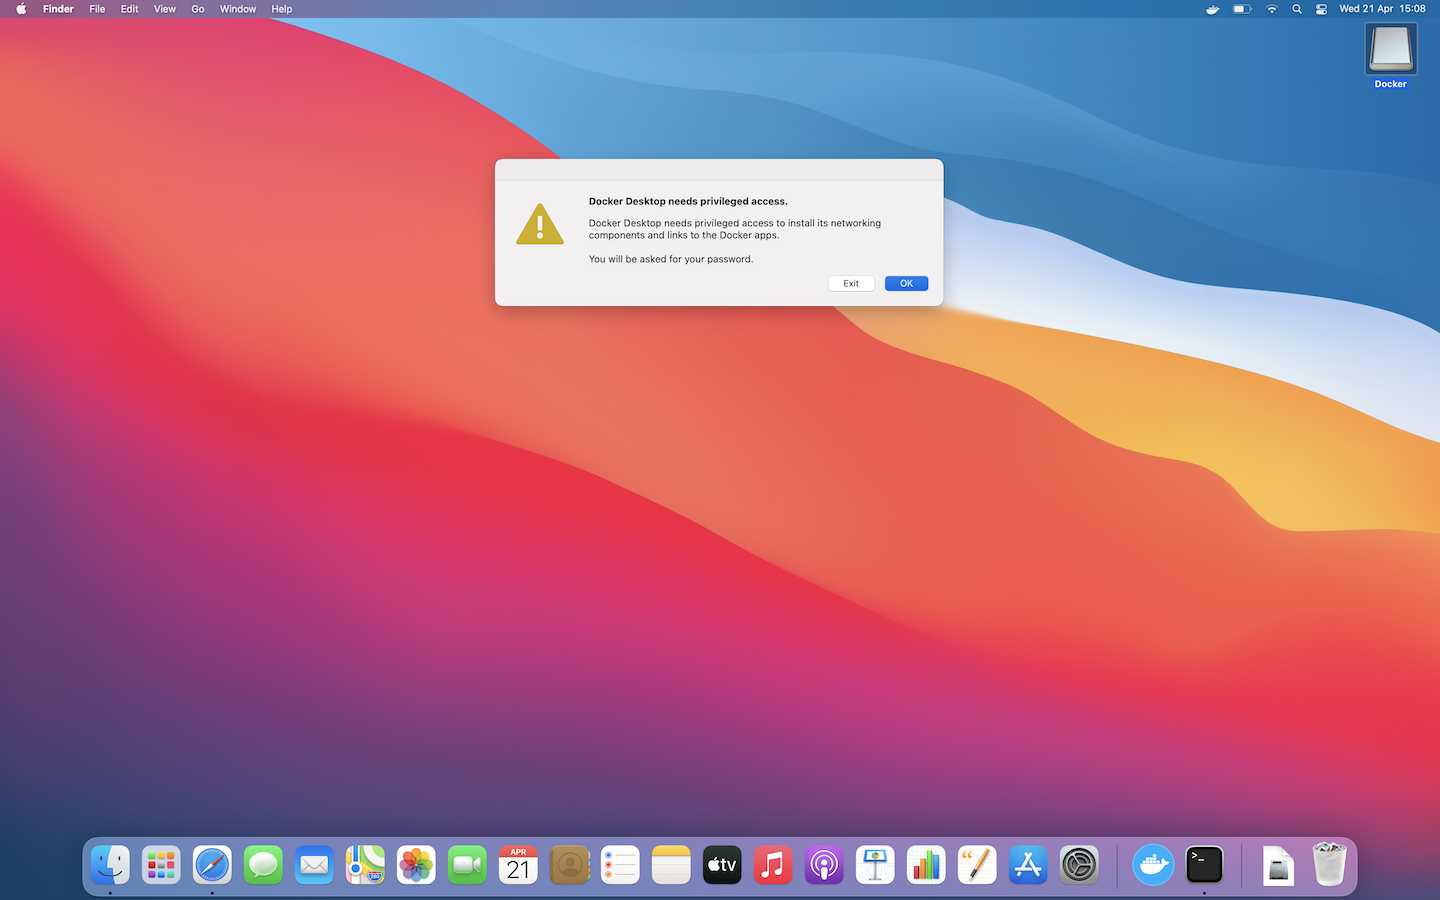 Finder File Edit View Go Window Help
Wed 21 Apr 15:08
Docker
Docker Desktop needs privileged access.
Docker Desktop needs privileged access to install its networking
components and links to the Docker apps.
You will be asked for your password.
Exit
OK
APR
21
tv
>_